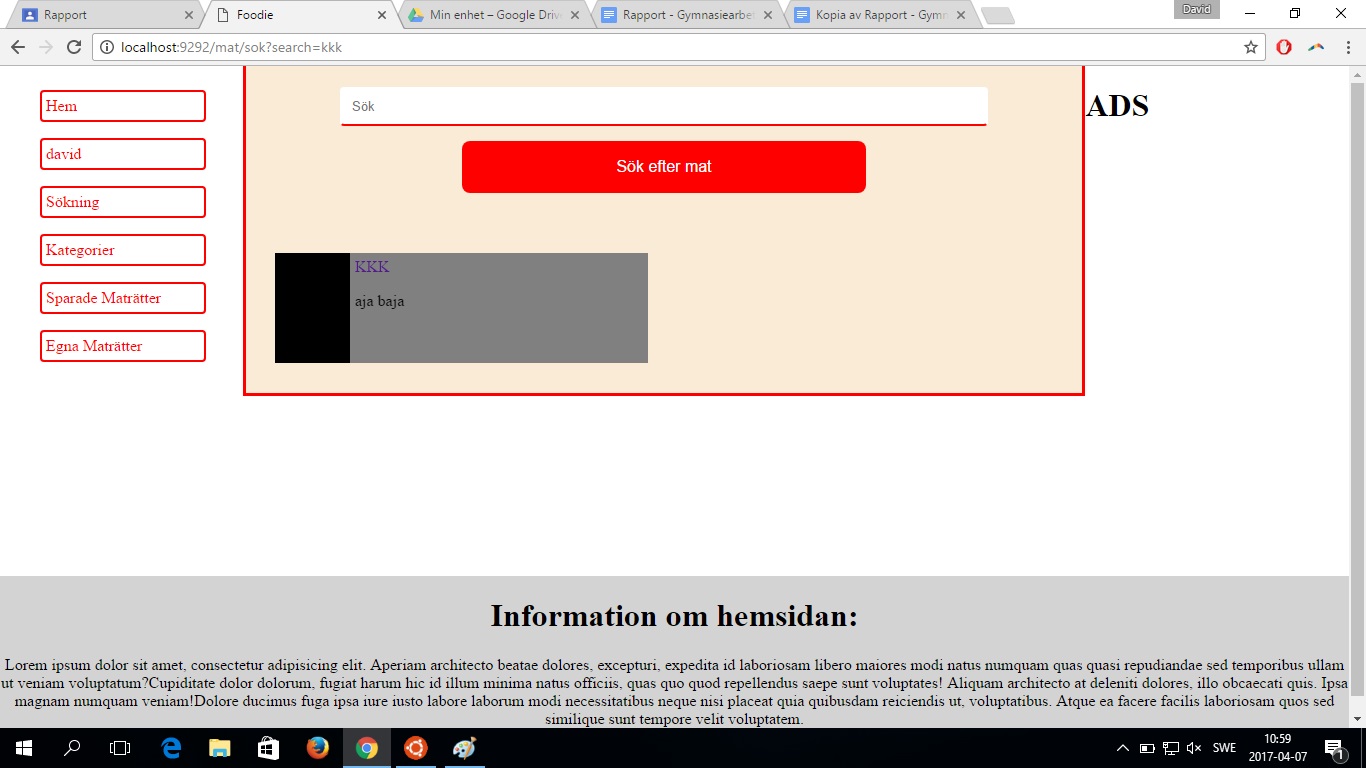 Rapport
Foodie
Min enhet – Google Drive
Rapport - Gymnasiearbet
Kopia av Rapport - Gymn
David
localhost:9292/mat/sok?search=kkk
Hem
david
Sökning
Kategorier
Sparade Maträtter
Egna Maträtter
Sök
Sök efter mat
KKK
aja baja
ADS
Information om hemsidan:
Lorem ipsum dolor sit amet, consectetur adipisicing elit. Aperiam architecto beatae dolores, excepturi, expedita id laboriosam libero maiores modi natus numquam quas quasi repudiandae sed temporibus ullam
ut veniam voluptatum?Cupiditate dolor dolorum, fugiat harum hic id illum minima natus officiis, quas quo quod repellendus saepe sunt voluptates! Aliquam architecto at deleniti dolores, illo obcaecati quis. Ipsa
magnam numquam veniam!Dolore ducimus fuga ipsa iure iusto labore laborum modi necessitatibus neque nisi placeat quia quibusdam reiciendis ut, voluptatibus. Atque ea facere facilis laboriosam quos sed
similique sunt tempore velit voluptatem.
SWE
10:59
2017-04-07
1